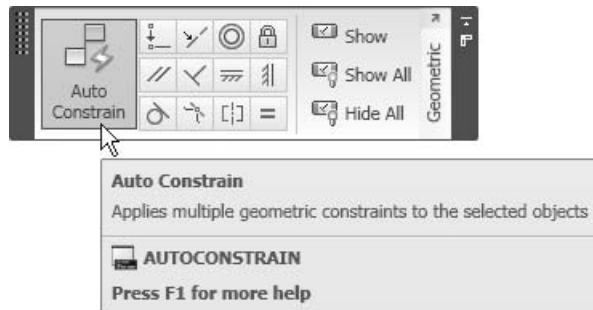 Auto
Constrain
Show
Show All
Hide All
Geometric
Auto Constrain
Applies multiple geometric constraints to the selected objects
AUTOCONSTRAIN
Press F1 for more help